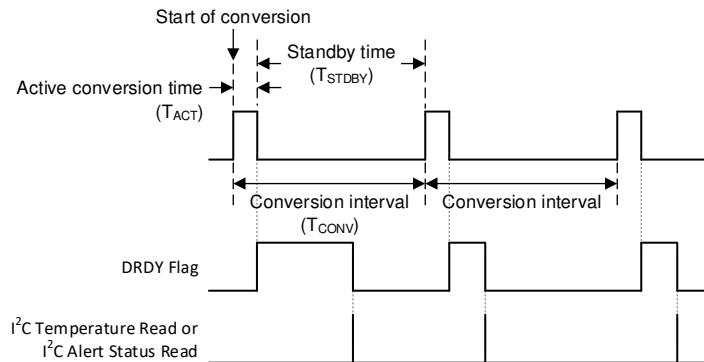 Start of conversion
Standby time
(TSTDBY)
Active conversion time
(TACT)
Conversion interval
(TCONV)
Conversion interval
DRDY Flag
I²C Temperature Read or
I²C Alert Status Read